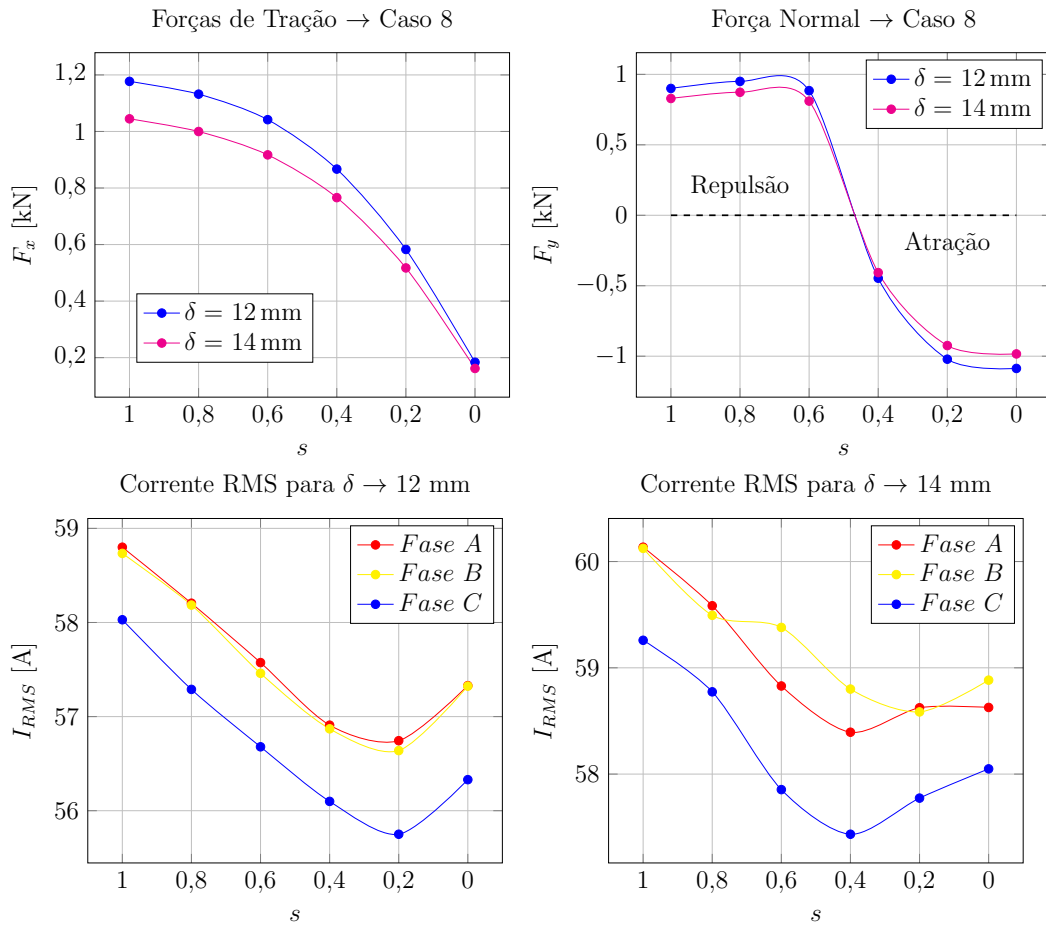 Forças de Tração → Caso 8
1,2
1
0,8
0,6
0,4
0,2
F_x [kN]
δ = 12 mm
δ = 14 mm
1 0,8 0,6 0,4 0,2 0
s
Força Normal → Caso 8
1
0,5
0
−0,5
−1
F_y [kN]
δ = 12 mm
δ = 14 mm
Repulsão
Atração
1 0,8 0,6 0,4 0,2 0
s
Corrente RMS para δ → 12 mm
59
58
57
56
I_{RMS} [A]
Fase A
Fase B
Fase C
1 0,8 0,6 0,4 0,2 0
s
Corrente RMS para δ → 14 mm
60
59
58
I_{RMS} [A]
Fase A
Fase B
Fase C
1 0,8 0,6 0,4 0,2 0
s